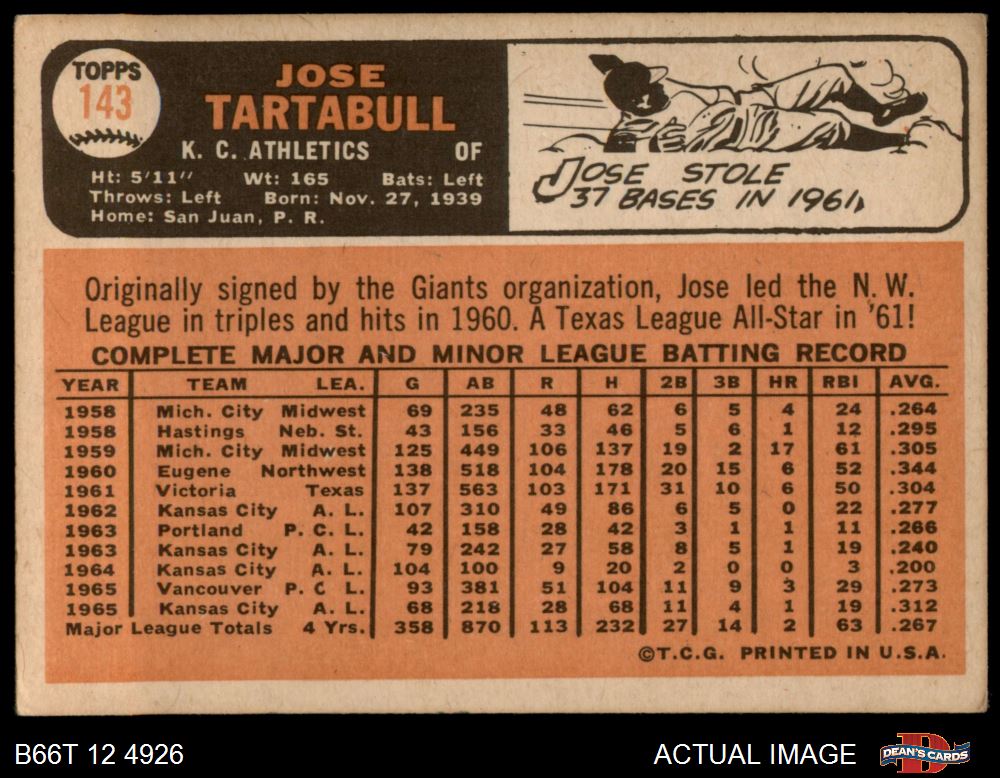 TOPPS
143
JOSE
TARTABULL
K. C. ATHLETICS OF
Ht: 5'11" Wt: 165 Bats: Left
Throws: Left Born: Nov. 27, 1939
Home: San Juan, P. R.
JOSE STOLE
37 BASES IN 1961,
Originally signed by the Giants organization, Jose led the N. W.
League in triples and hits in 1960. A Texas League All-Star in '61!
COMPLETE MAJOR AND MINOR LEAGUE BATTING RECORD
YEAR TEAM LEA. G AB R H 2B 3B HR RBI AVG.
1958 Mich. City Midwest 69 235 48 62 6 5 4 24 .264
1958 Hastings Neb. St. 43 156 33 46 5 6 1 12 .295
1959 Mich. City Midwest 125 449 106 137 19 2 17 61 .305
1960 Eugene Northwest 138 518 104 178 20 15 6 52 .344
1961 Victoria Texas 137 563 103 171 31 10 6 50 .304
1962 Kansas City A. L. 107 310 49 86 6 5 0 22 .277
1963 Portland P. C. L. 42 158 28 42 3 1 1 11 .266
1963 Kansas City A. L. 79 242 27 58 8 5 1 19 .240
1964 Kansas City A. L. 104 100 9 20 2 0 0 3 .200
1965 Vancouver P. C L. 93 381 51 104 11 9 3 29 .273
1965 Kansas City A. L. 68 218 28 68 11 4 1 19 .312
Major League Totals 4 Yrs. 358 870 113 232 27 14 2 63 .267
©T.C.G. PRINTED IN U.S.A.
B66T 12 4926 ACTUAL IMAGE DEAN'S CARDS